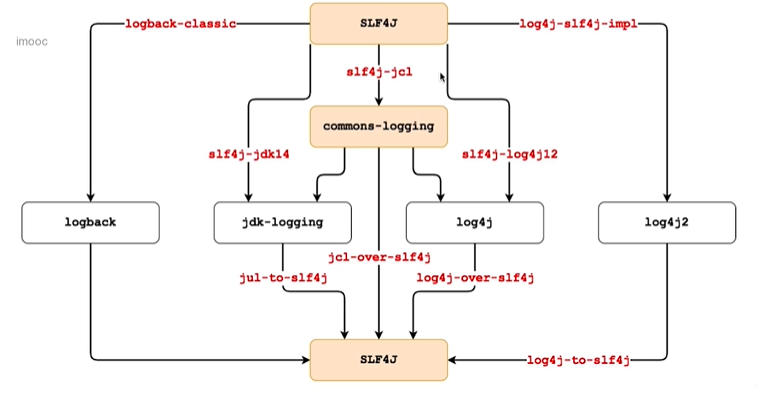 logback-classic
SLF4J
log4j-slf4j-impl
imooc
slf4j-jcl
commons-logging
slf4j-jdk14
slf4j-log4j12
logback
jdk-logging
log4j
log4j2
jcl-over-slf4j
jul-to-slf4j
log4j-over-slf4j
SLF4J
log4j-to-slf4j